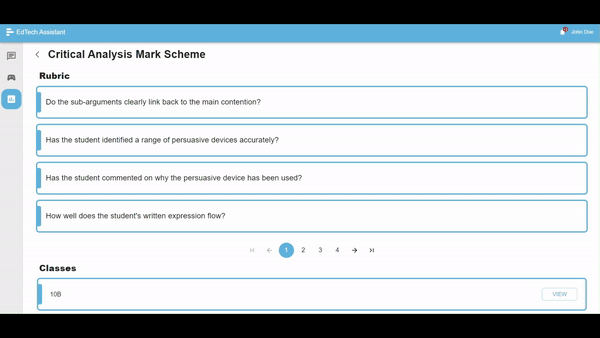 EdTech Assistant
John Doe
Critical Analysis Mark Scheme
Rubric
Do the sub-arguments clearly link back to the main contention?
Has the student identified a range of persuasive devices accurately?
Has the student commented on why the persuasive device has been used?
How well does the student's written expression flow?
1 2 3 4
Classes
10B
VIEW